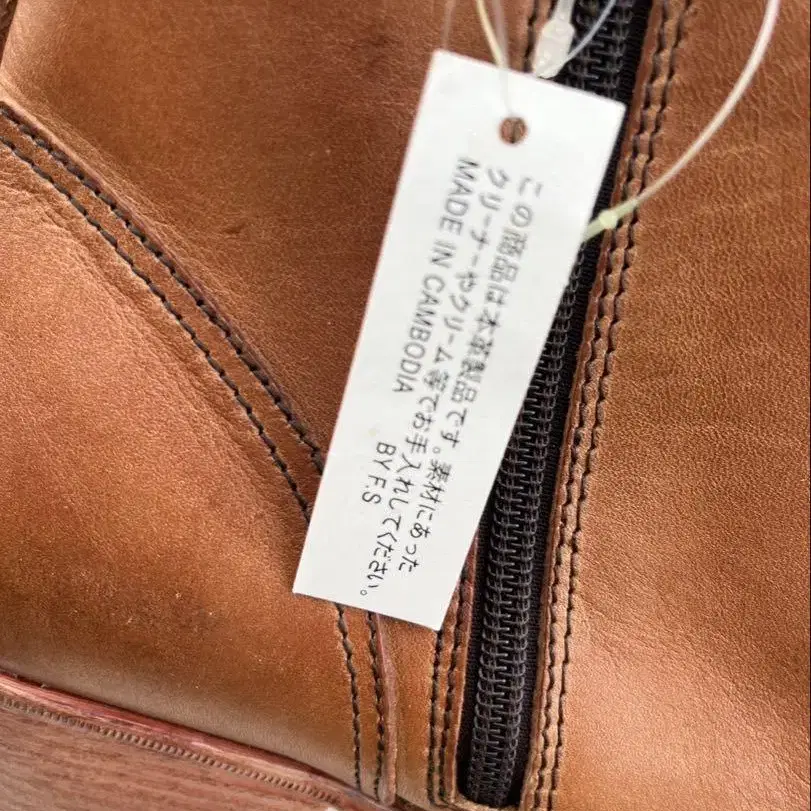 この商品は本革製品です。素材にあった
クリーナーやクリーム等でお手入れしてください。
MADE IN CAMBODIA
BY F.S